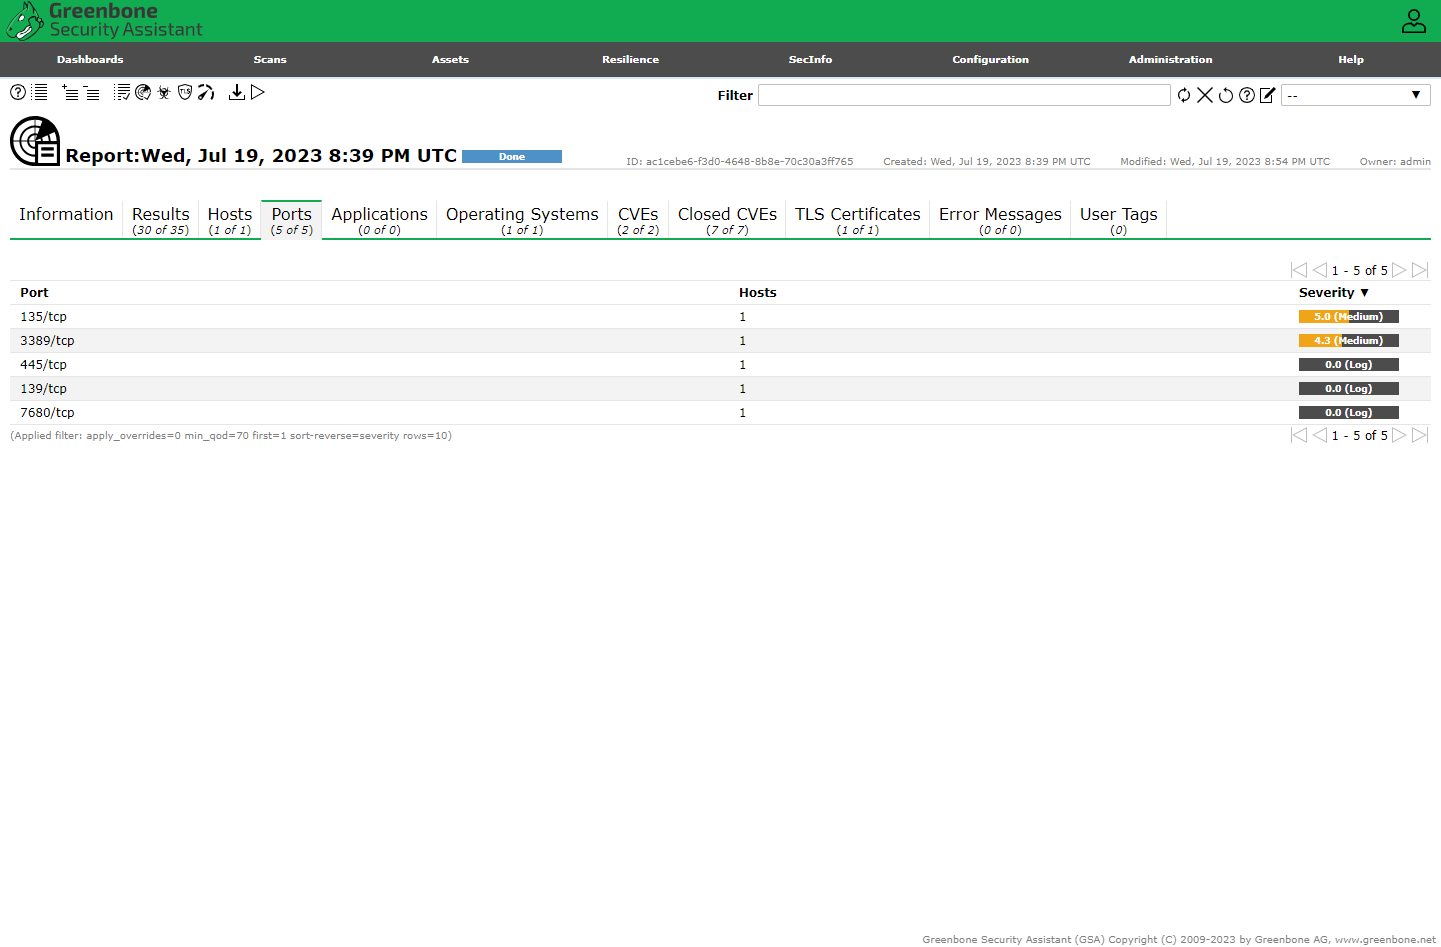 Greenbone
Security Assistant
Dashboards Scans Assets Resilience SecInfo Configuration Administration Help
Filter --
Report:Wed, Jul 19, 2023 8:39 PM UTC Done ID: ac1cebe6-f3d0-4648-8b8e-70c30a3ff765 Created: Wed, Jul 19, 2023 8:39 PM UTC Modified: Wed, Jul 19, 2023 8:54 PM UTC Owner: admin
Information Results Hosts Ports Applications Operating Systems CVEs Closed CVEs TLS Certificates Error Messages User Tags
(30 of 35) (1 of 1) (5 of 5) (0 of 0) (1 of 1) (2 of 2) (7 of 7) (1 of 1) (0 of 0) (0)
1 - 5 of 5
Port Hosts Severity ▼
135/tcp 1 5.0 (Medium)
3389/tcp 1 4.3 (Medium)
445/tcp 1 0.0 (Log)
139/tcp 1 0.0 (Log)
7680/tcp 1 0.0 (Log)
(Applied filter: apply_overrides=0 min_qod=70 first=1 sort-reverse=severity rows=10) 1 - 5 of 5
Greenbone Security Assistant (GSA) Copyright (C) 2009-2023 by Greenbone AG, www.greenbone.net